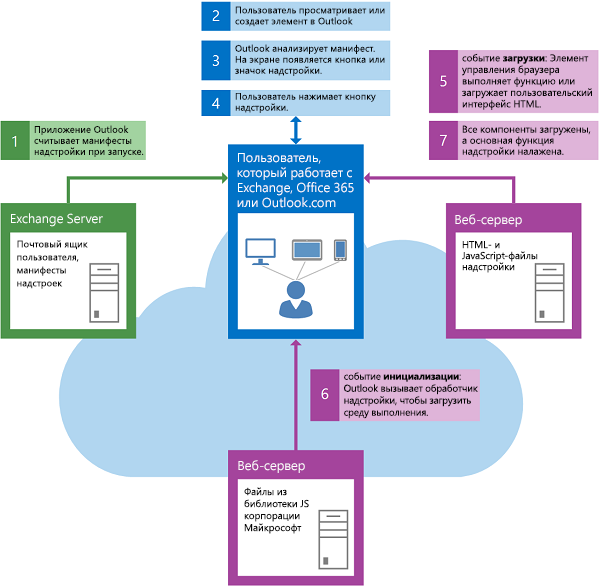 2
Пользователь просматривает или
создает элемент в Outlook
3
Outlook анализирует манифест.
На экране появляется кнопка или
значок надстройки.
4
Пользователь нажимает кнопку
надстройки.
5
событие загрузки: Элемент
управления браузера
выполняет функцию или
загружает пользовательский
интерфейс HTML.
7
Все компоненты загружены,
а основная функция
надстройки налажена.
1
Приложение Outlook
считывает манифесты
надстройки при запуске.
Пользователь,
который работает с
Exchange, Office 365
или Outlook.com
Exchange Server
Почтовый ящик
пользователя,
манифесты
надстроек
Веб-сервер
HTML- и
JavaScript-файлы
надстройки
6
событие инициализации:
Outlook вызывает обработчик
надстройки, чтобы загрузить
среду выполнения.
Веб-сервер
Файлы из
библиотеки JS
корпорации
Майкрософт